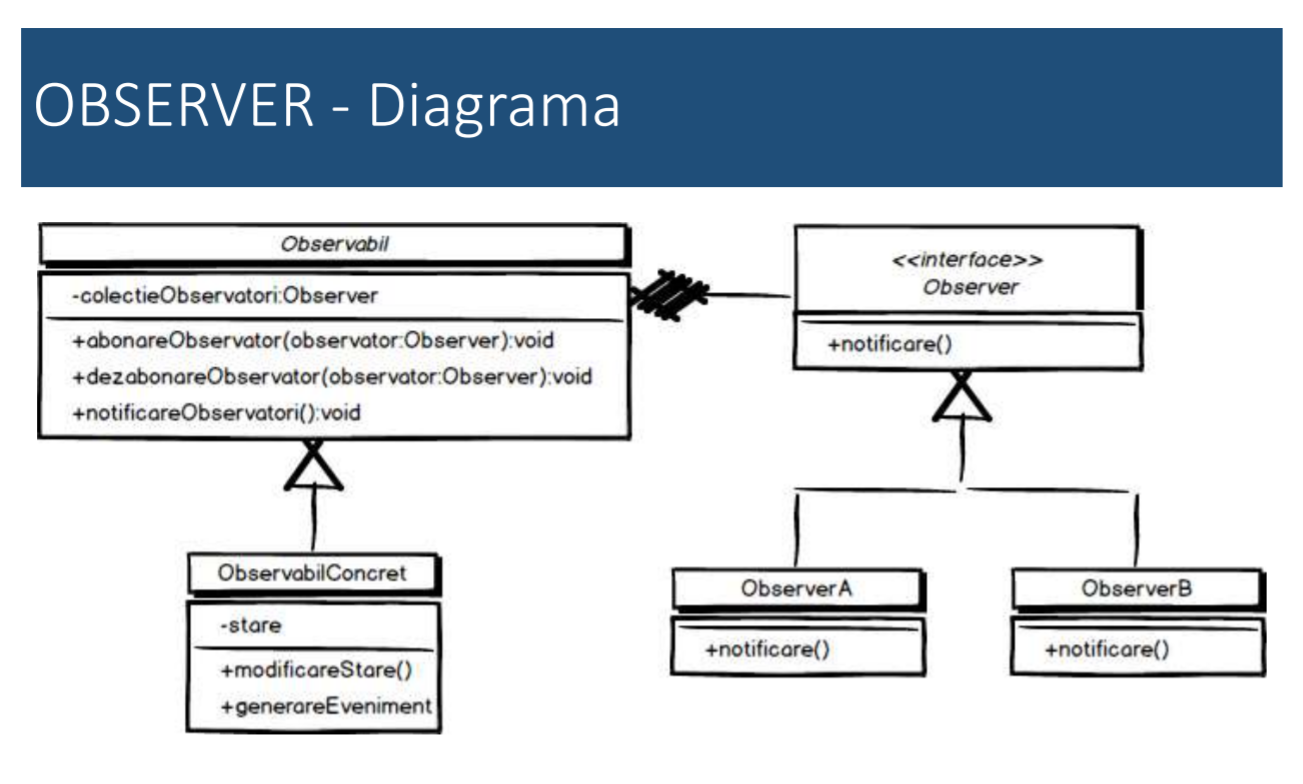 OBSERVER - Diagrama
Observabil
-colectieObservatori:Observer
+abonareObservator(observator:Observer):void
+dezabonareObservator(observator:Observer):void
+notificareObservatori():void
<<interface>>
Observer
+notificare()
ObservabilConcret
-stare
+modificareStare()
+generareEveniment
ObserverA
+notificare()
ObserverB
+notificare()